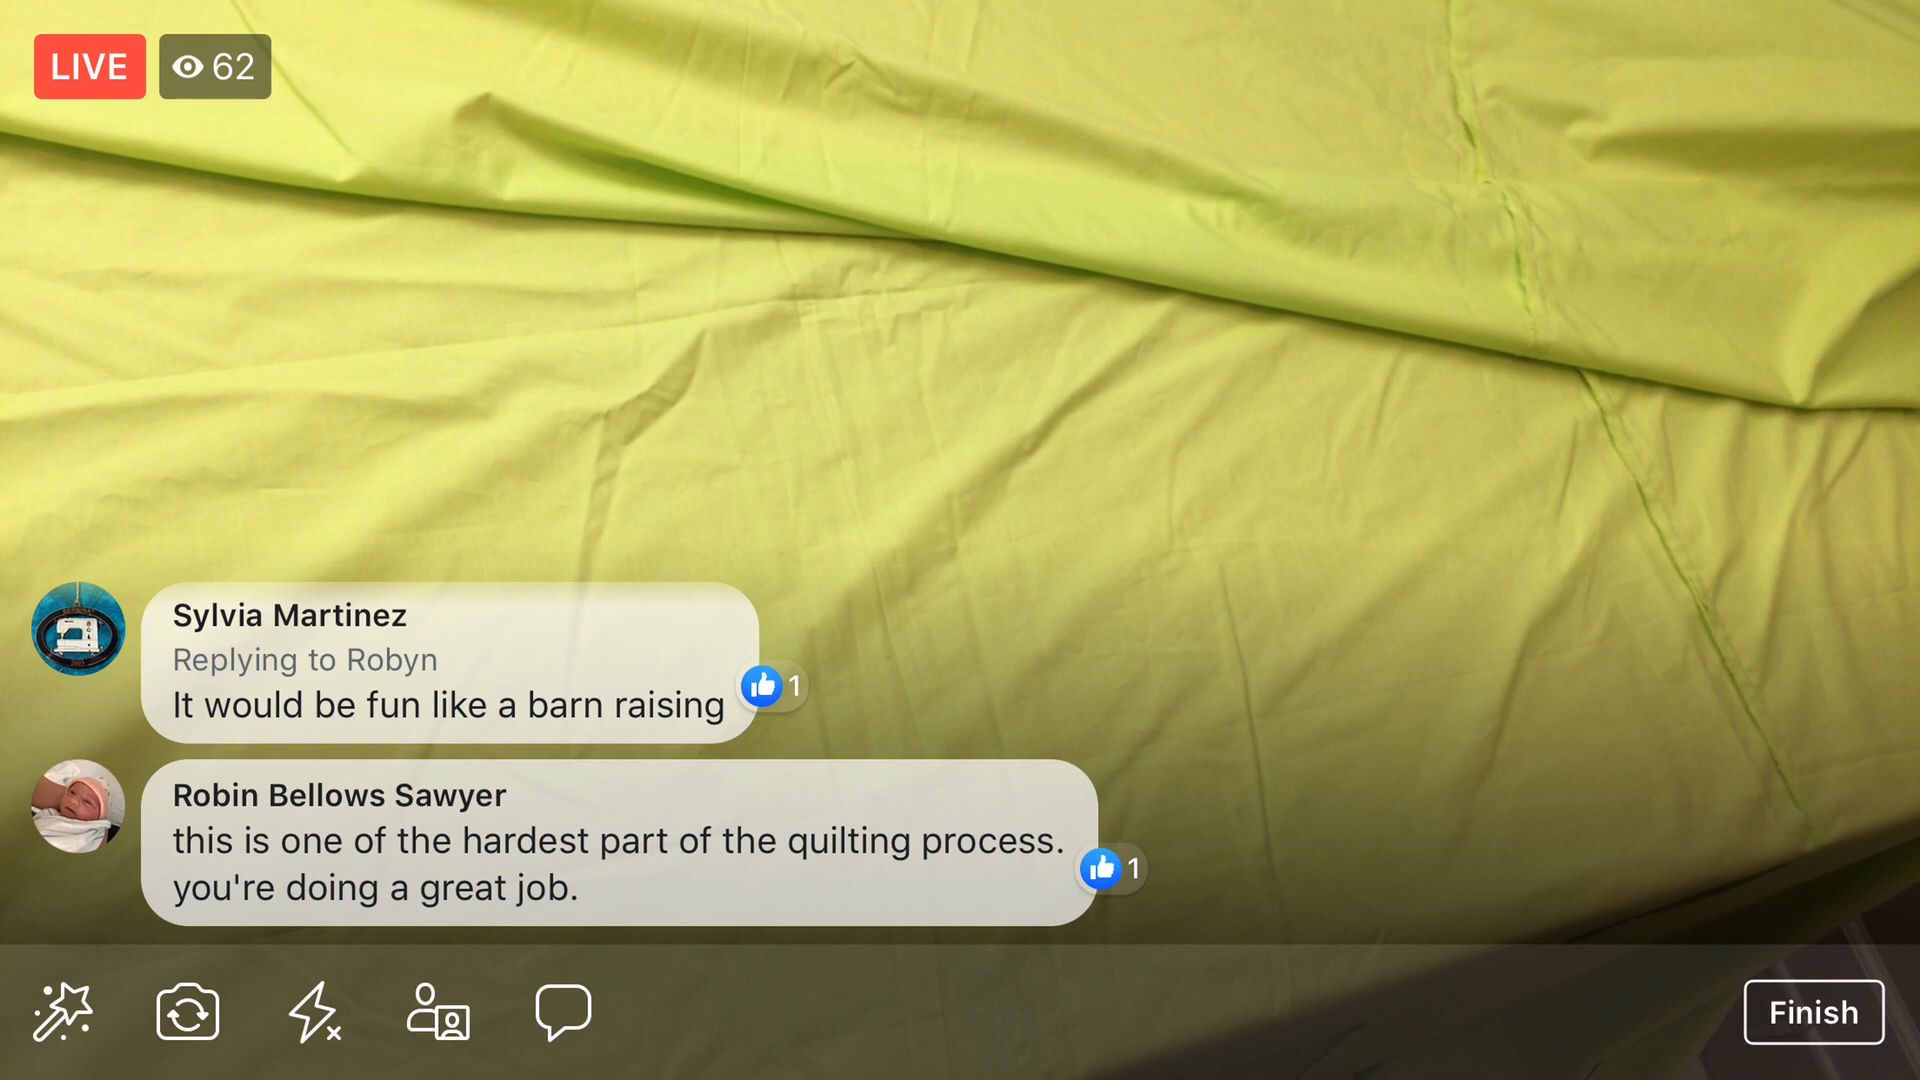 LIVE
62
Sylvia Martinez
Replying to Robyn
It would be fun like a barn raising
1
Robin Bellows Sawyer
this is one of the hardest part of the quilting process.
you're doing a great job.
1
Finish